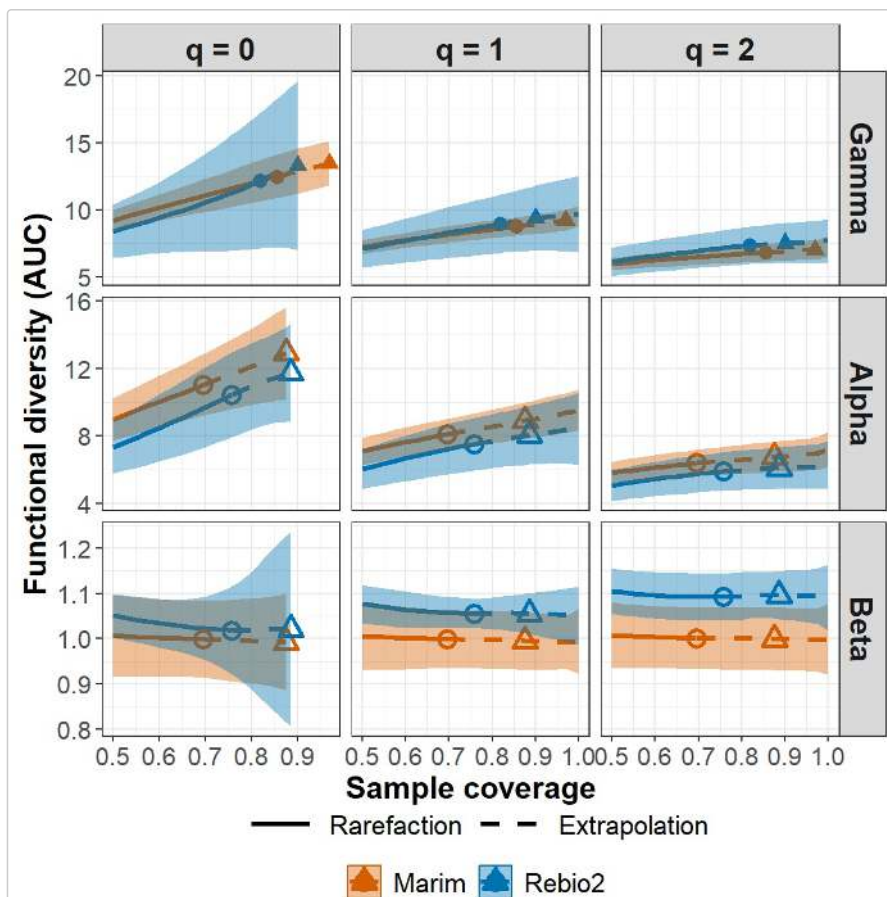 q = 0 q = 1 q = 2
20
15
10
5
Gamma
16
12
8
4
Alpha
1.2
1.1
1.0
0.9
0.8
Beta
Functional diversity (AUC)
0.5 0.6 0.7 0.8 0.9 0.5 0.6 0.7 0.8 0.9 1.0 0.5 0.6 0.7 0.8 0.9 1.0
Sample coverage
Rarefaction Extrapolation
Marim Rebio2